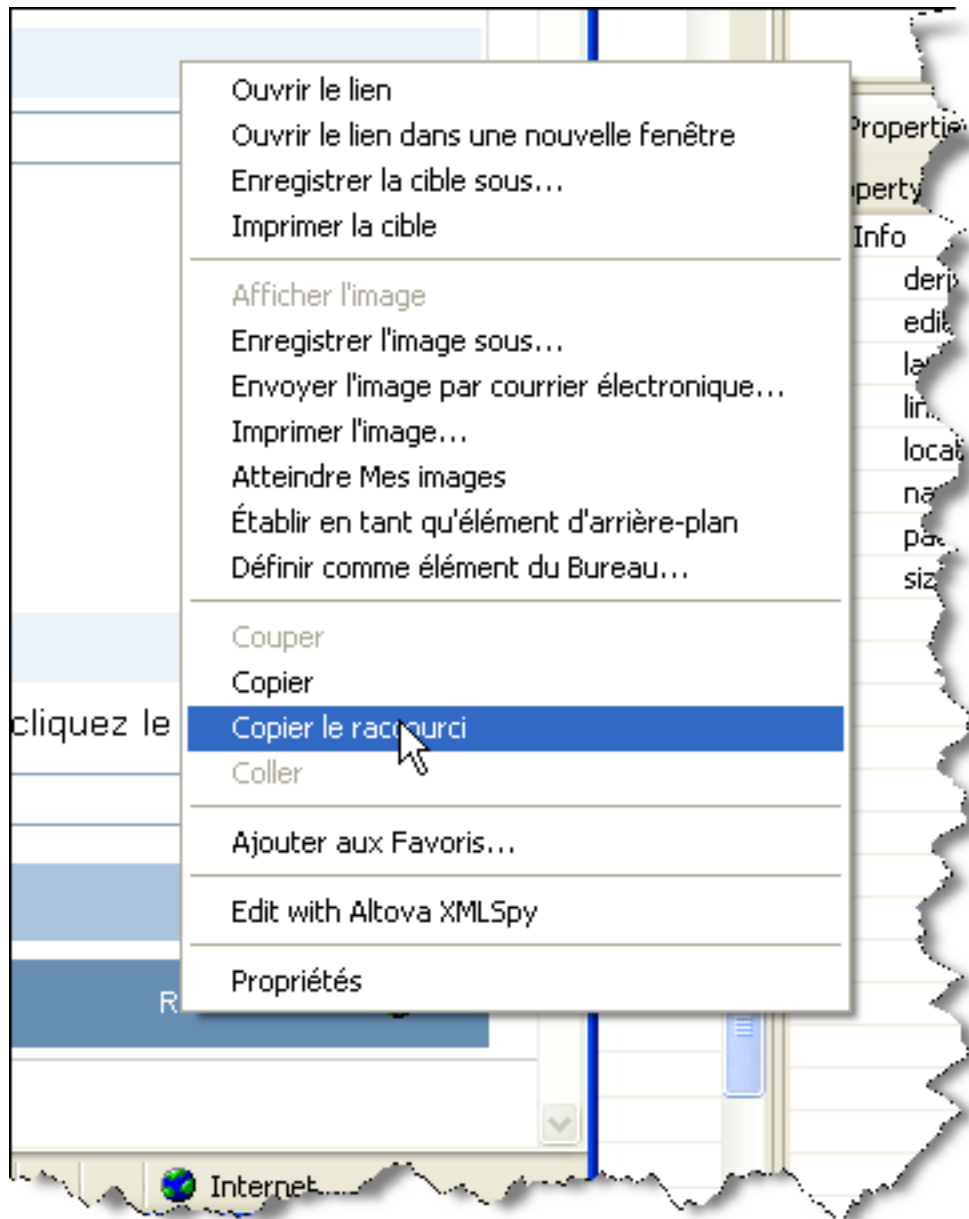 Ouvrir le lien
Ouvrir le lien dans une nouvelle fenêtre
Enregistrer la cible sous...
Imprimer la cible
Afficher l'image
Enregistrer l'image sous...
Envoyer l'image par courrier électronique...
Imprimer l'image...
Atteindre Mes images
Établir en tant qu'élément d'arrière-plan
Définir comme élément du Bureau...
Couper
Copier
cliquez le
Copier le raccourci
Coller
Ajouter aux Favoris...
Edit with Altova XMLSpy
Propriétés
R
Internet
Info